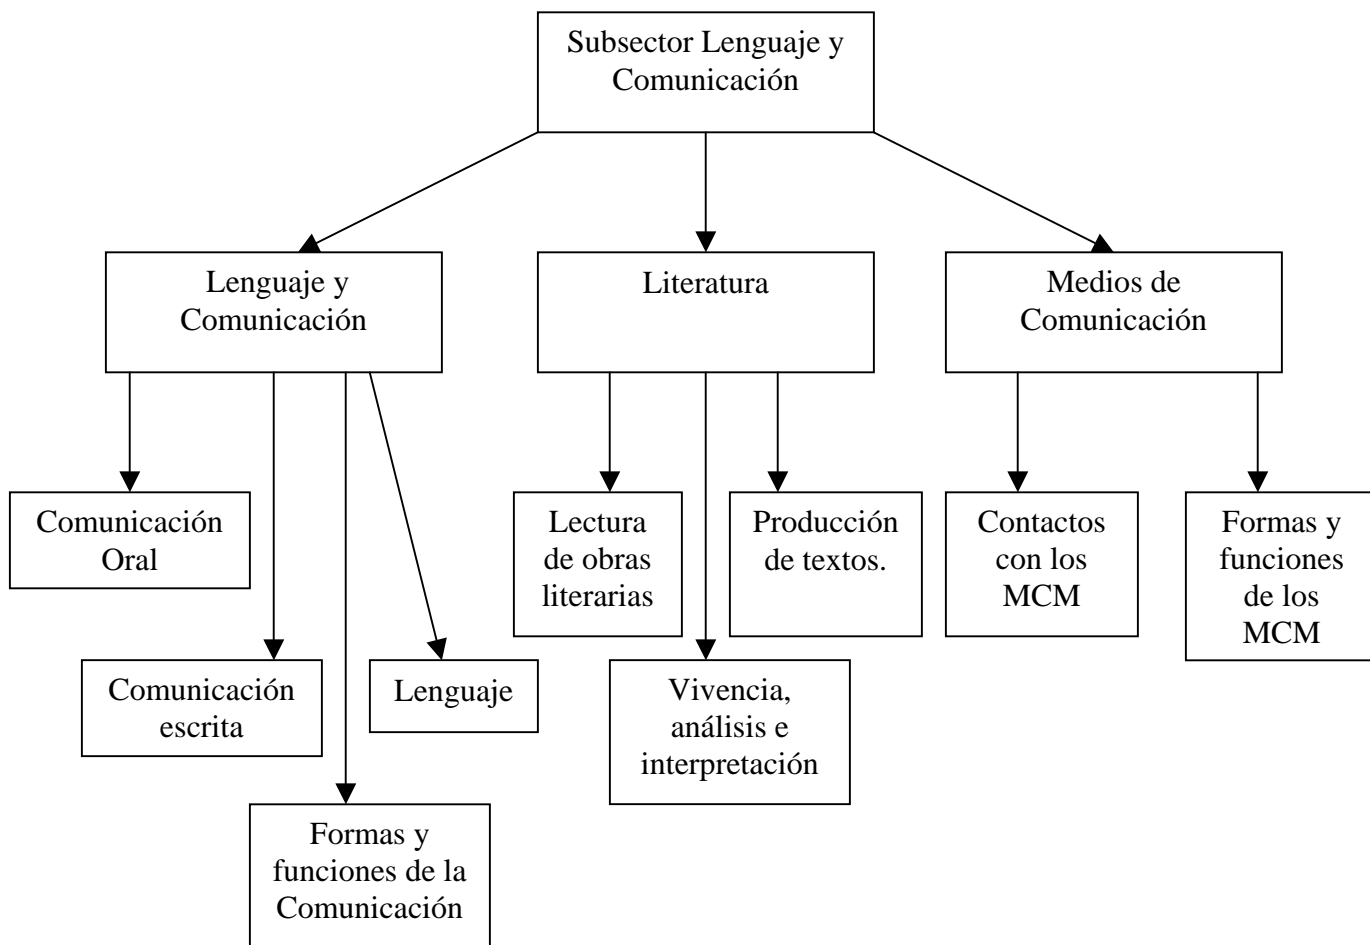 Subsector Lenguaje y
Comunicación
Lenguaje y
Comunicación
Literatura
Medios de
Comunicación
Comunicación
Oral
Lectura
de obras
literarias
Producción
de textos.
Contactos
con los
MCM
Formas y
funciones
de los
MCM
Comunicación
escrita
Lenguaje
Vivencia,
análisis e
interpretación
Formas y
funciones de la
Comunicación